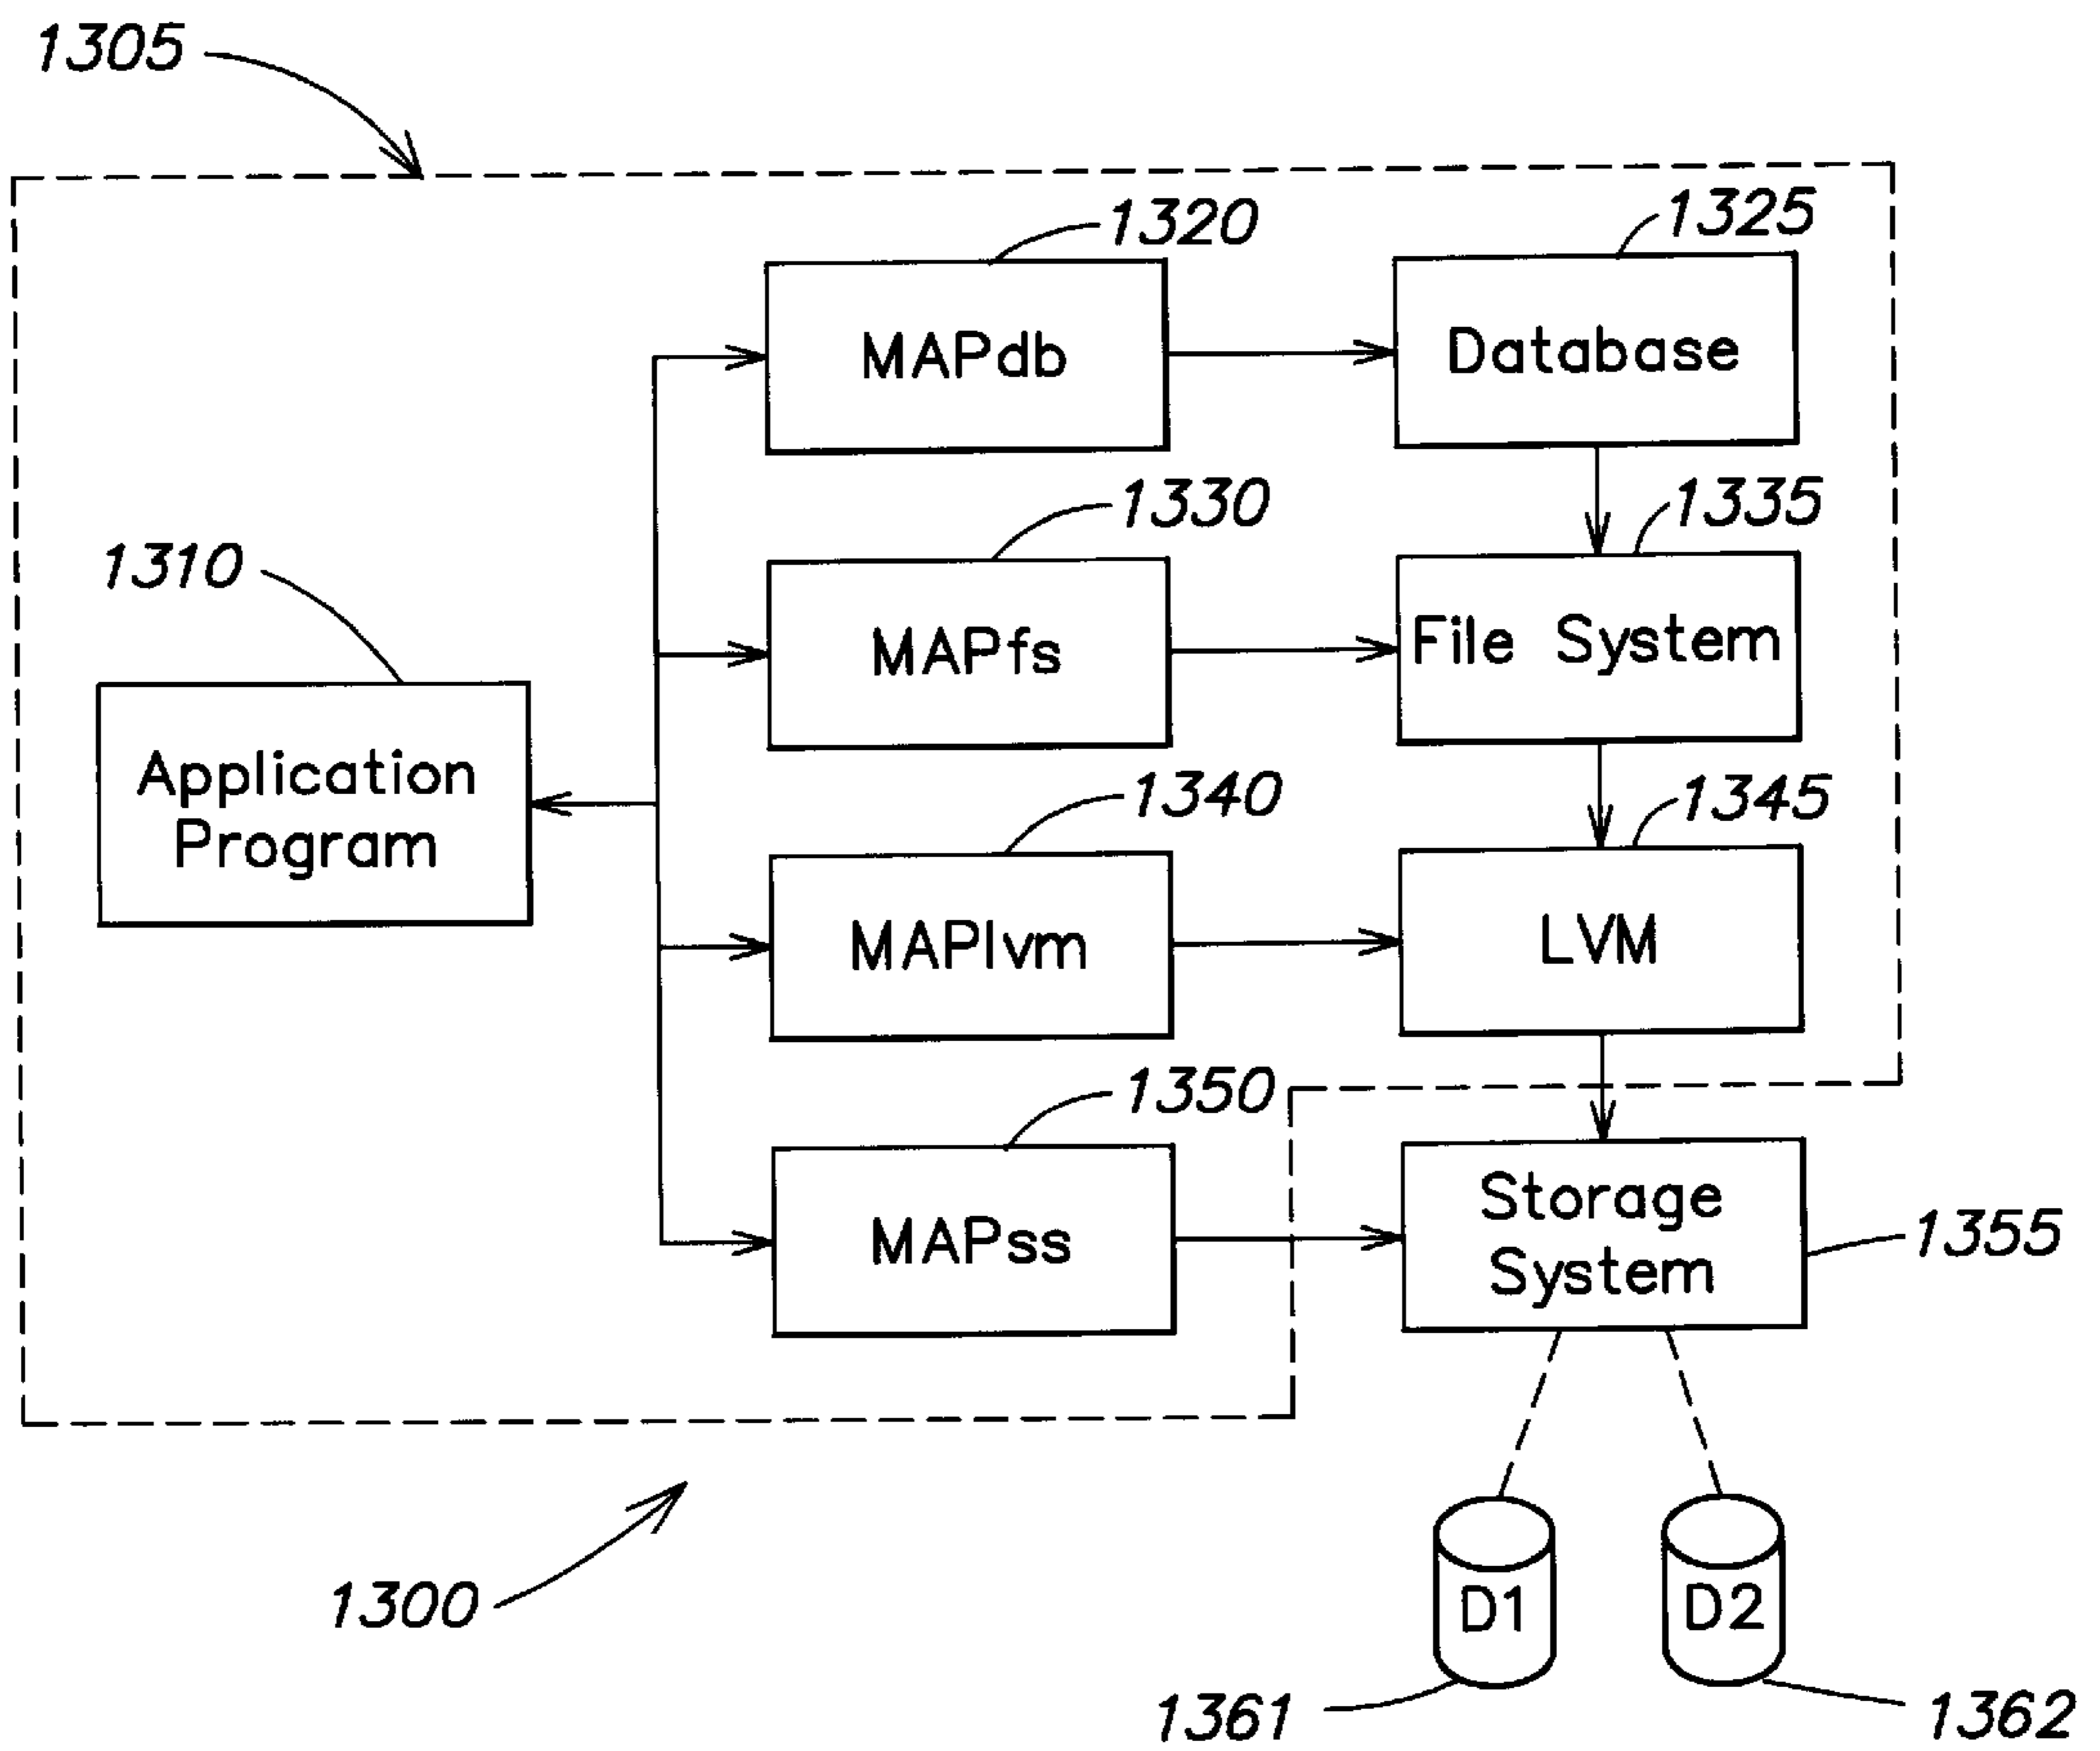 1305
1320
1325
MAPdb
Database
1330
1335
1310
MAPfs
File System
Application
Program
1340
1345
MAPlvm
LVM
1350
MAPss
Storage
System
1355
1300
D1
D2
1361
1362